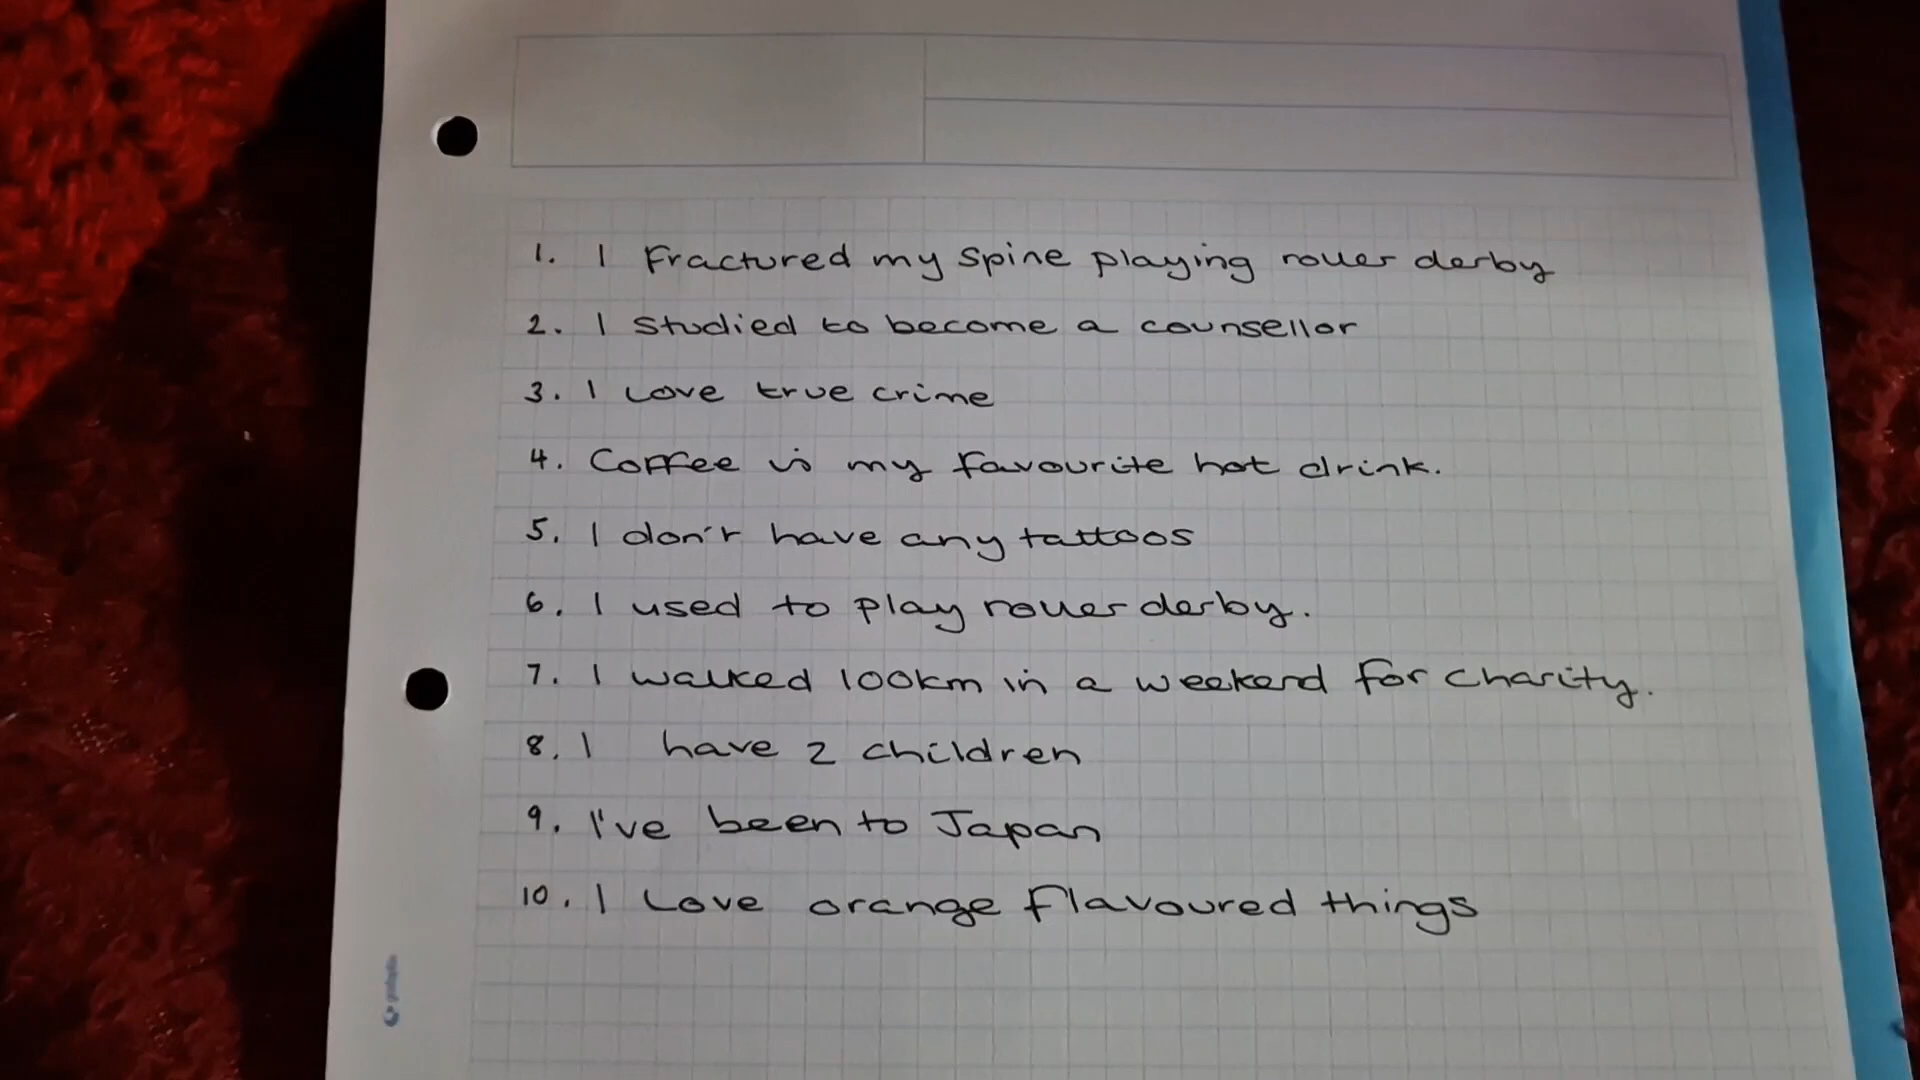 1. I Fractured my spine playing roller derby
2. I studied to become a counsellor
3. I love true crime
4. Coffee is my favourite hot drink.
5. I don't have any tattoos
6. I used to play roller derby.
7. I walked 100km in a weekend for charity.
8. I have 2 children
9. I've been to Japan
10. I love orange flavoured things